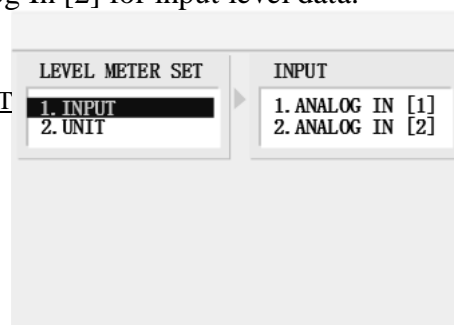 g In [2] for input level data.
LEVEL METER SET
1. INPUT
2. UNIT
INPUT
1. ANALOG IN [1]
2. ANALOG IN [2]
T